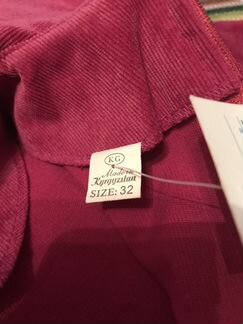 KG
Made in
Kyrgyzstan
SIZE: 32